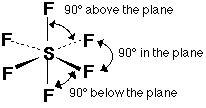 F
90° above the plane
F F
S 90° in the plane
F F
90° below the plane
F